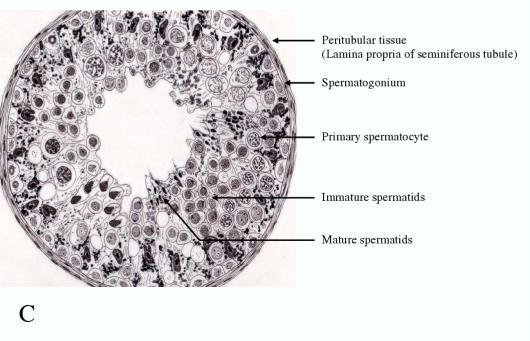 Peritubular tissue
(Lamina propria of seminiferous tubule)
Spermatogonium
Primary spermatocyte
Immature spermatids
Mature spermatids
C